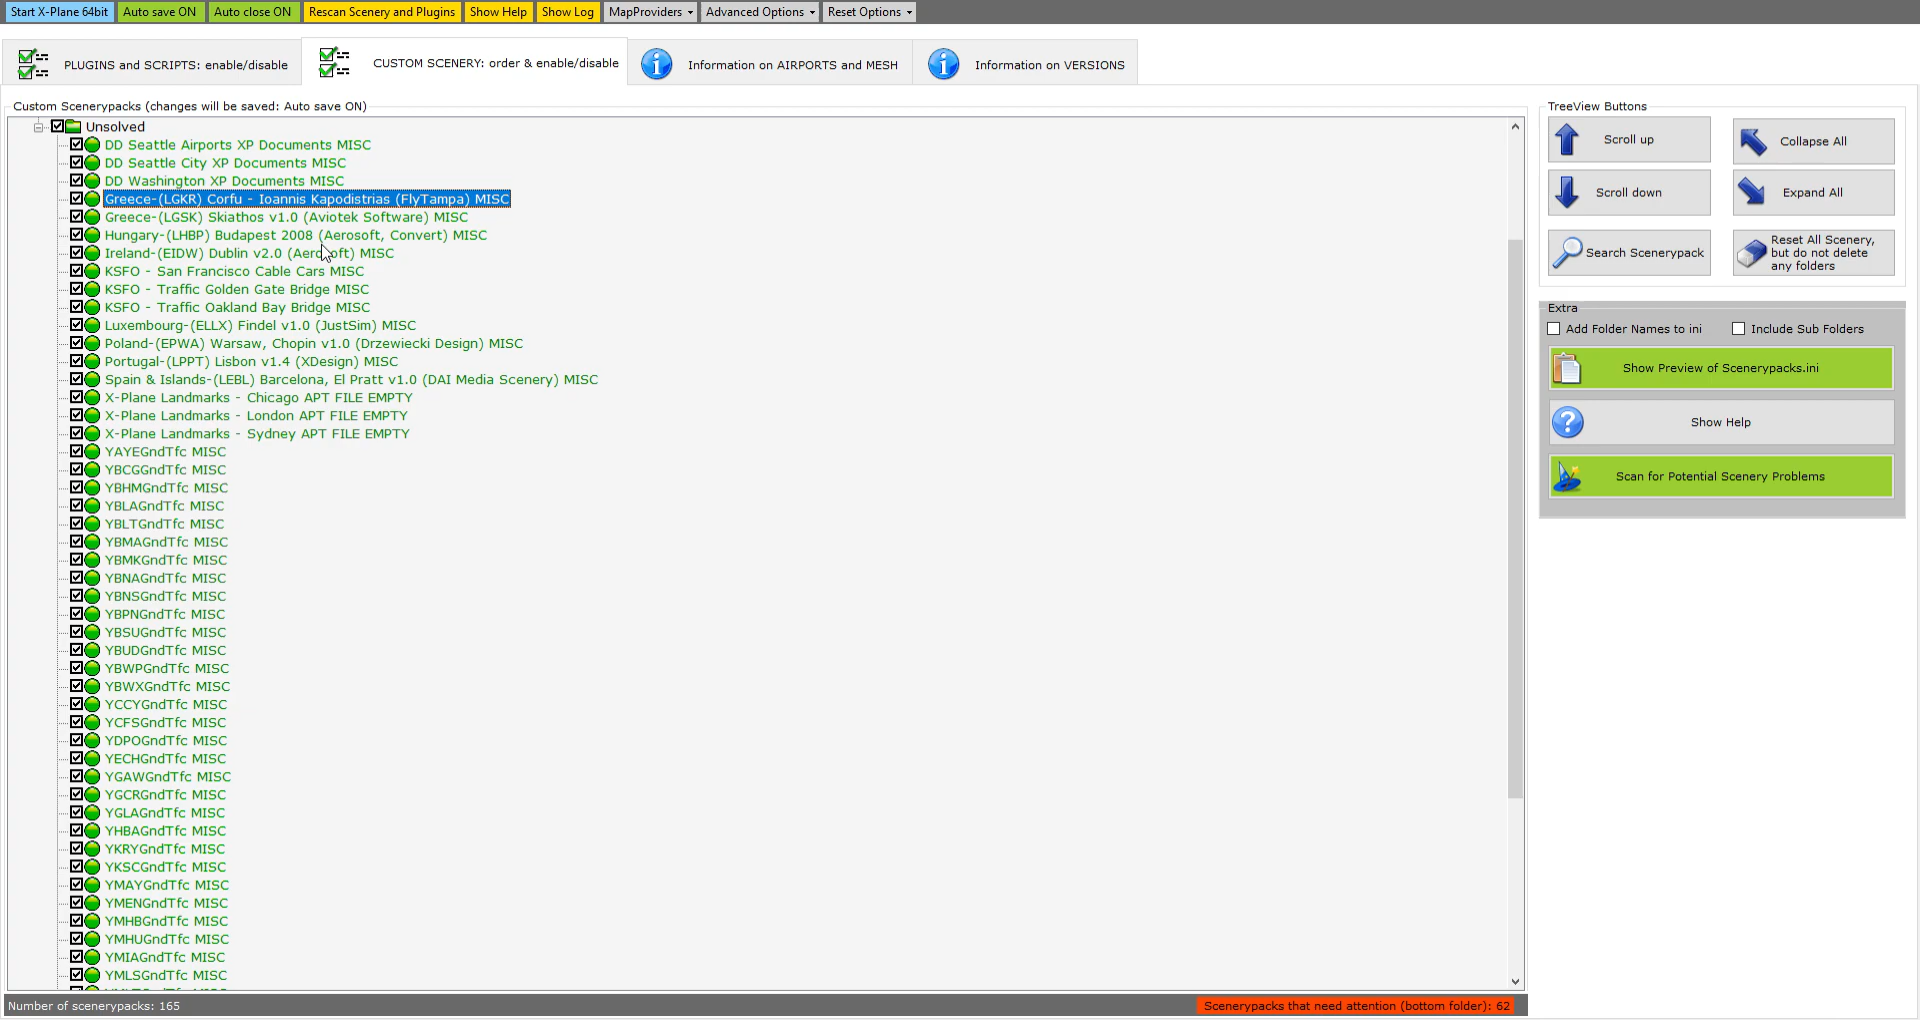 Start X-Plane 64bit
Auto save ON
Auto close ON
Rescan Scenery and Plugins
Show Help
Show Log
MapProviders
Advanced Options
Reset Options
PLUGINS and SCRIPTS: enable/disable
CUSTOM SCENERY: order & enable/disable
Information on AIRPORTS and MESH
Information on VERSIONS
Custom Scenerypacks (changes will be saved: Auto save ON)
Unsolved
DD Seattle Airports XP Documents MISC
DD Seattle City XP Documents MISC
DD Washington XP Documents MISC
Greece-(LGKR) Corfu - Ioannis Kapodistrias (FlyTampa) MISC
Greece-(LGSK) Skiathos v1.0 (Aviotek Software) MISC
Hungary-(LHBP) Budapest 2008 (Aerosoft, Convert) MISC
Ireland-(EIDW) Dublin v2.0 (Aerosoft) MISC
KSFO - San Francisco Cable Cars MISC
KSFO - Traffic Golden Gate Bridge MISC
KSFO - Traffic Oakland Bay Bridge MISC
Luxembourg-(ELLX) Findel v1.0 (JustSim) MISC
Poland-(EPWA) Warsaw, Chopin v1.0 (Drzewiecki Design) MISC
Portugal-(LPPT) Lisbon v1.4 (XDesign) MISC
Spain & Islands-(LEBL) Barcelona, El Pratt v1.0 (DAI Media Scenery) MISC
X-Plane Landmarks - Chicago APT FILE EMPTY
X-Plane Landmarks - London APT FILE EMPTY
X-Plane Landmarks - Sydney APT FILE EMPTY
YAYEGndTfc MISC
YBCGGndTfc MISC
YBHMGndTfc MISC
YBLAGndTfc MISC
YBLTGndTfc MISC
YBMAGndTfc MISC
YBMKGndTfc MISC
YBNAGndTfc MISC
YBNSGndTfc MISC
YBPNGndTfc MISC
YBSUGndTfc MISC
YBUDGndTfc MISC
YBWPGndTfc MISC
YBWXGndTfc MISC
YCCYGndTfc MISC
YCFSGndTfc MISC
YDPOGndTfc MISC
YECHGndTfc MISC
YGAWGndTfc MISC
YGCRGndTfc MISC
YGLAGndTfc MISC
YHBAGndTfc MISC
YKRYGndTfc MISC
YKSCGndTfc MISC
YMAYGndTfc MISC
YMENGndTfc MISC
YMHBGndTfc MISC
YMHUGndTfc MISC
YMIAGndTfc MISC
YMLSGndTfc MISC
Number of scenerypacks: 165
Scenerypacks that need attention (bottom folder): 62
TreeView Buttons
Scroll up
Collapse All
Scroll down
Expand All
Search Scenerypack
Reset All Scenery,
but do not delete
any folders
Extra
Add Folder Names to ini
Include Sub Folders
Show Preview of Scenerypacks.ini
Show Help
Scan for Potential Scenery Problems